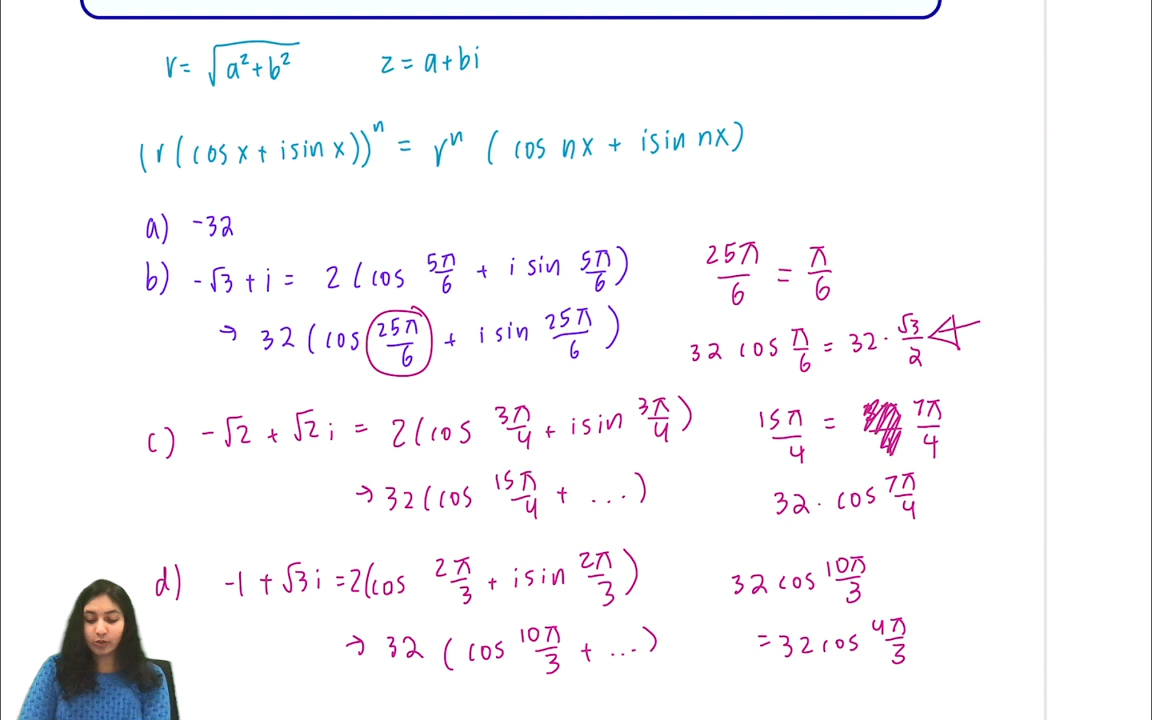 r = √(a² + b²)    z = a + bi
(r(cos x + i sin x))ⁿ = rⁿ ( cos nx + i sin nx)
a) -32
b) -√3 + i = 2 ( cos 5π/6 + i sin 5π/6 )    25π/6 = π/6
→ 32 ( cos 25π/6 + i sin 25π/6 )    32 cos π/6 = 32 · √3/2
c) -√2 + √2 i = 2 ( cos 3π/4 + i sin 3π/4 )    15π/4 = 7π/4
→ 32 ( cos 15π/4 + ... )    32 · cos 7π/4
d) -1 + √3 i = 2 ( cos 2π/3 + i sin 2π/3 )    32 cos 10π/3
→ 32 ( cos 10π/3 + ... )    = 32 cos 4π/3